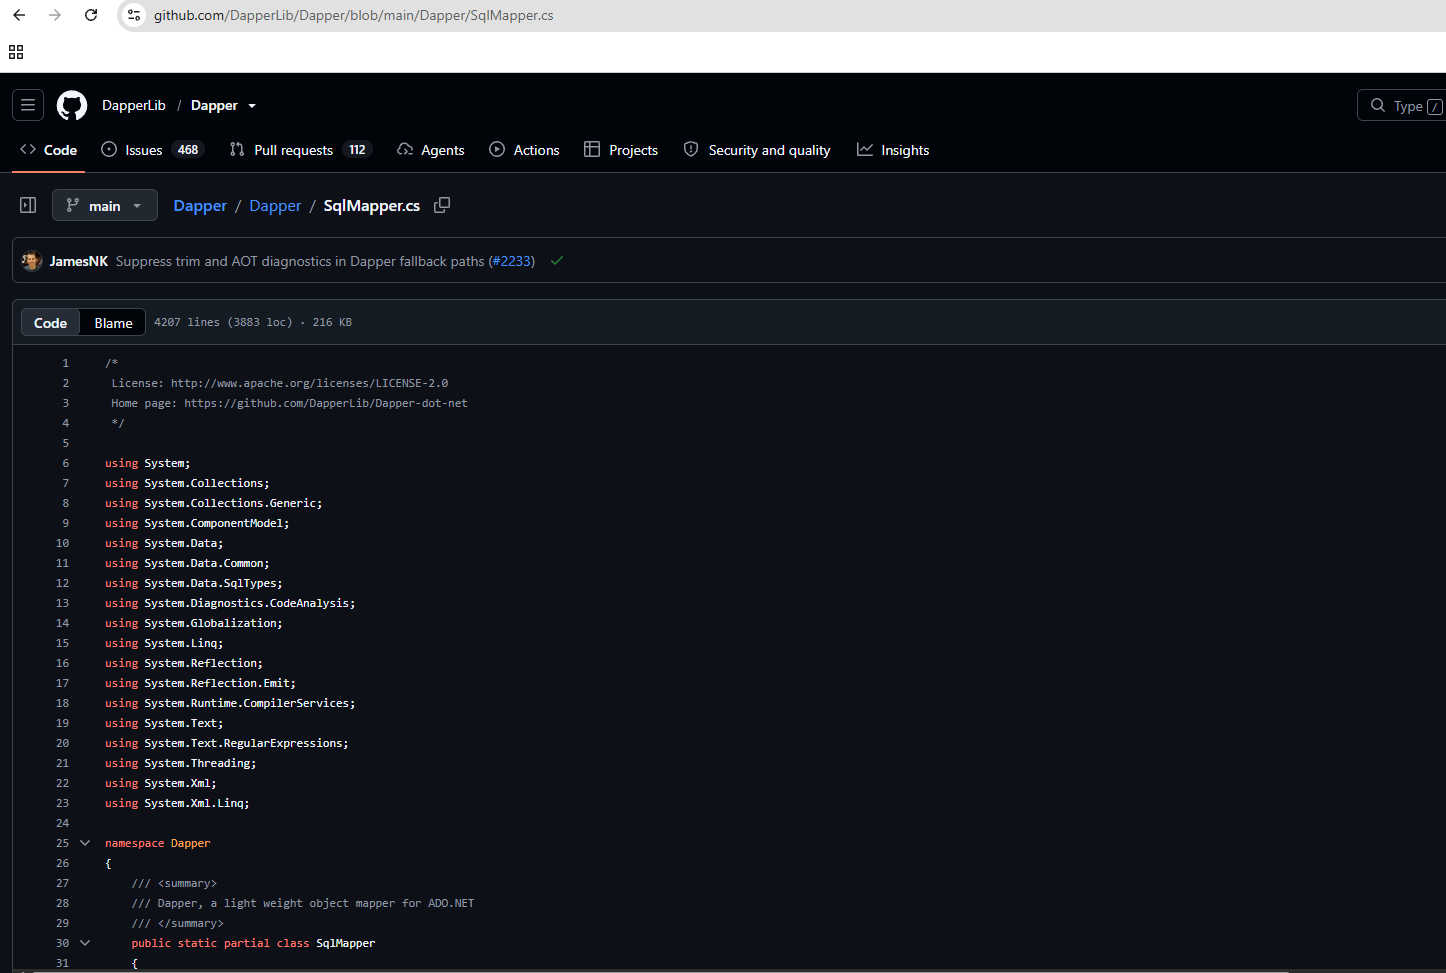 github.com/DapperLib/Dapper/blob/main/Dapper/SqlMapper.cs
DapperLib / Dapper
Type /
Code Issues 468 Pull requests 112 Agents Actions Projects Security and quality Insights
main Dapper / Dapper / SqlMapper.cs
JamesNK Suppress trim and AOT diagnostics in Dapper fallback paths (#2233)
Code Blame 4207 lines (3883 loc) · 216 KB
1 /*
2 License: http://www.apache.org/licenses/LICENSE-2.0
3 Home page: https://github.com/DapperLib/Dapper-dot-net
4 */
5
6 using System;
7 using System.Collections;
8 using System.Collections.Generic;
9 using System.ComponentModel;
10 using System.Data;
11 using System.Data.Common;
12 using System.Data.SqlTypes;
13 using System.Diagnostics.CodeAnalysis;
14 using System.Globalization;
15 using System.Linq;
16 using System.Reflection;
17 using System.Reflection.Emit;
18 using System.Runtime.CompilerServices;
19 using System.Text;
20 using System.Text.RegularExpressions;
21 using System.Threading;
22 using System.Xml;
23 using System.Xml.Linq;
24
25 namespace Dapper
26 {
27 /// <summary>
28 /// Dapper, a light weight object mapper for ADO.NET
29 /// </summary>
30 public static partial class SqlMapper
31 {